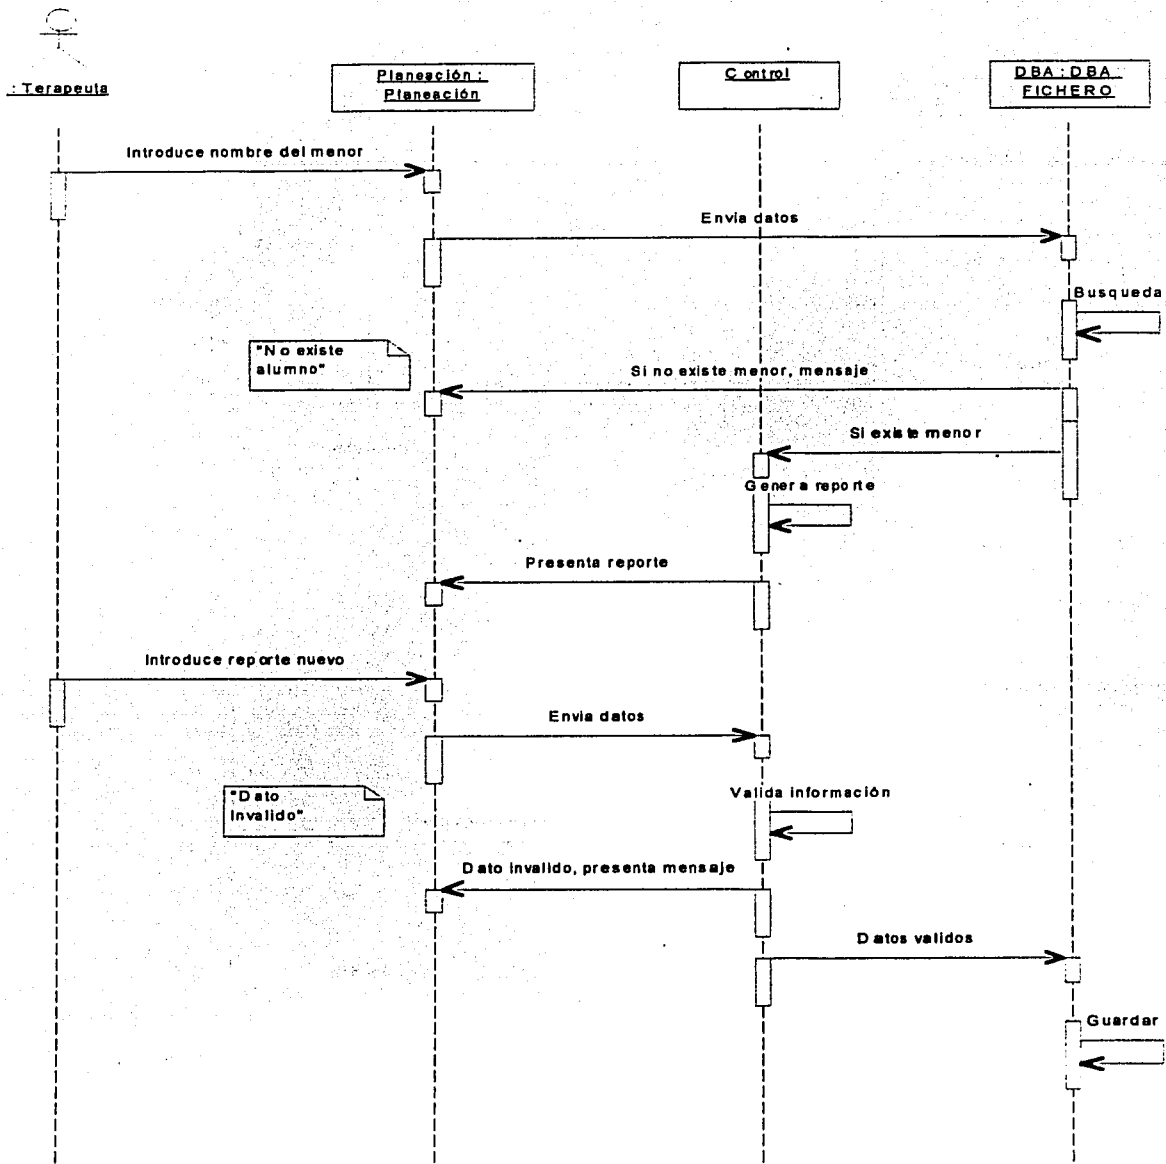 : Terapeuta
Planeación :
Planeación
Control
DBA : DBA
FICHERO
Introduce nombre del menor
Envia datos
Busqueda
"No existe
alumno"
Si no existe menor, mensaje
Si existe menor
Genera reporte
Presenta reporte
Introduce reporte nuevo
Envia datos
"Dato
Invalido"
Valida información
Dato invalido, presenta mensaje
Datos validos
Guardar